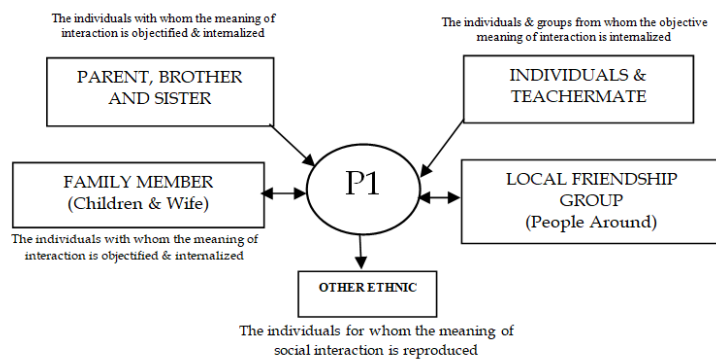 The individuals with whom the meaning of
interaction is objectified & internalized
The individuals & groups from whom the objective
meaning of interaction is internalized
PARENT, BROTHER
AND SISTER
INDIVIDUALS &
TEACHERMATE
P1
FAMILY MEMBER
(Children & Wife)
LOCAL FRIENDSHIP
GROUP
(People Around)
The individuals with whom the meaning of
interaction is objectified & internalized
OTHER ETHNIC
The individuals for whom the meaning of
social interaction is reproduced